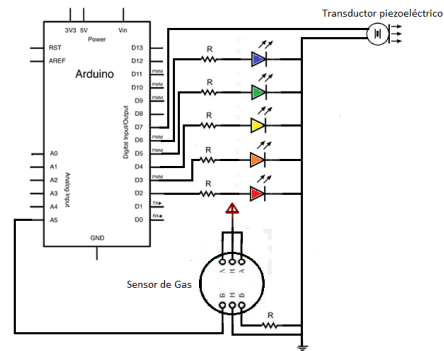 Transductor piezoeléctrico
3V3 5V Vin
Power
RST
AREF
Arduino
D13
D12
D11 PWM
D10 PWM
D9 PWM
D8
D7
D6 PWM
D5 PWM
D4
D3 PWM
D2
D1 TX
D0 RX
Digital Input/Output
A0
A1
A2
A3
A4
A5
Analog Input
GND
R
R
R
R
R
Sensor de Gas
A H A
B H B
R